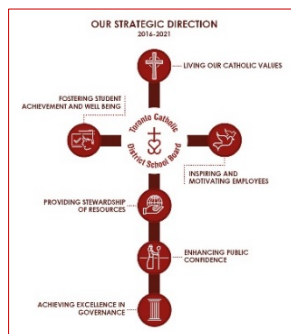 OUR STRATEGIC DIRECTION
2016-2021
LIVING OUR CATHOLIC VALUES
FOSTERING STUDENT
ACHIEVEMENT AND WELL BEING
Toronto Catholic
District School Board
INSPIRING AND
MOTIVATING EMPLOYEES
PROVIDING STEWARDSHIP
OF RESOURCES
ENHANCING PUBLIC
CONFIDENCE
ACHIEVING EXCELLENCE IN
GOVERNANCE